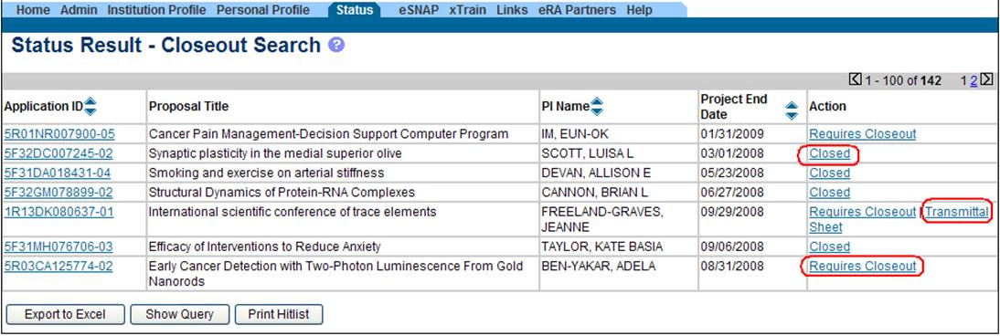 Home Admin Institution Profile Personal Profile Status eSNAP xTrain Links eRA Partners Help
Status Result - Closeout Search ?
1 - 100 of 142 1 2
Application ID Proposal Title PI Name Project End Date Action
5R01NR007900-05 Cancer Pain Management-Decision Support Computer Program IM, EUN-OK 01/31/2009 Requires Closeout
5F32DC007245-02 Synaptic plasticity in the medial superior olive SCOTT, LUISA L 03/01/2008 Closed
5F31DA018431-04 Smoking and exercise on arterial stiffness DEVAN, ALLISON E 05/23/2008 Closed
5F32GM078899-02 Structural Dynamics of Protein-RNA Complexes CANNON, BRIAN L 06/27/2008 Closed
1R13DK080637-01 International scientific conference of trace elements FREELAND-GRAVES, JEANNE 09/29/2008 Requires Closeout | Transmittal Sheet
5F31MH076706-03 Efficacy of Interventions to Reduce Anxiety TAYLOR, KATE BASIA 09/06/2008 Closed
5R03CA125774-02 Early Cancer Detection with Two-Photon Luminescence From Gold Nanorods BEN-YAKAR, ADELA 08/31/2008 Requires Closeout
Export to Excel Show Query Print Hitlist